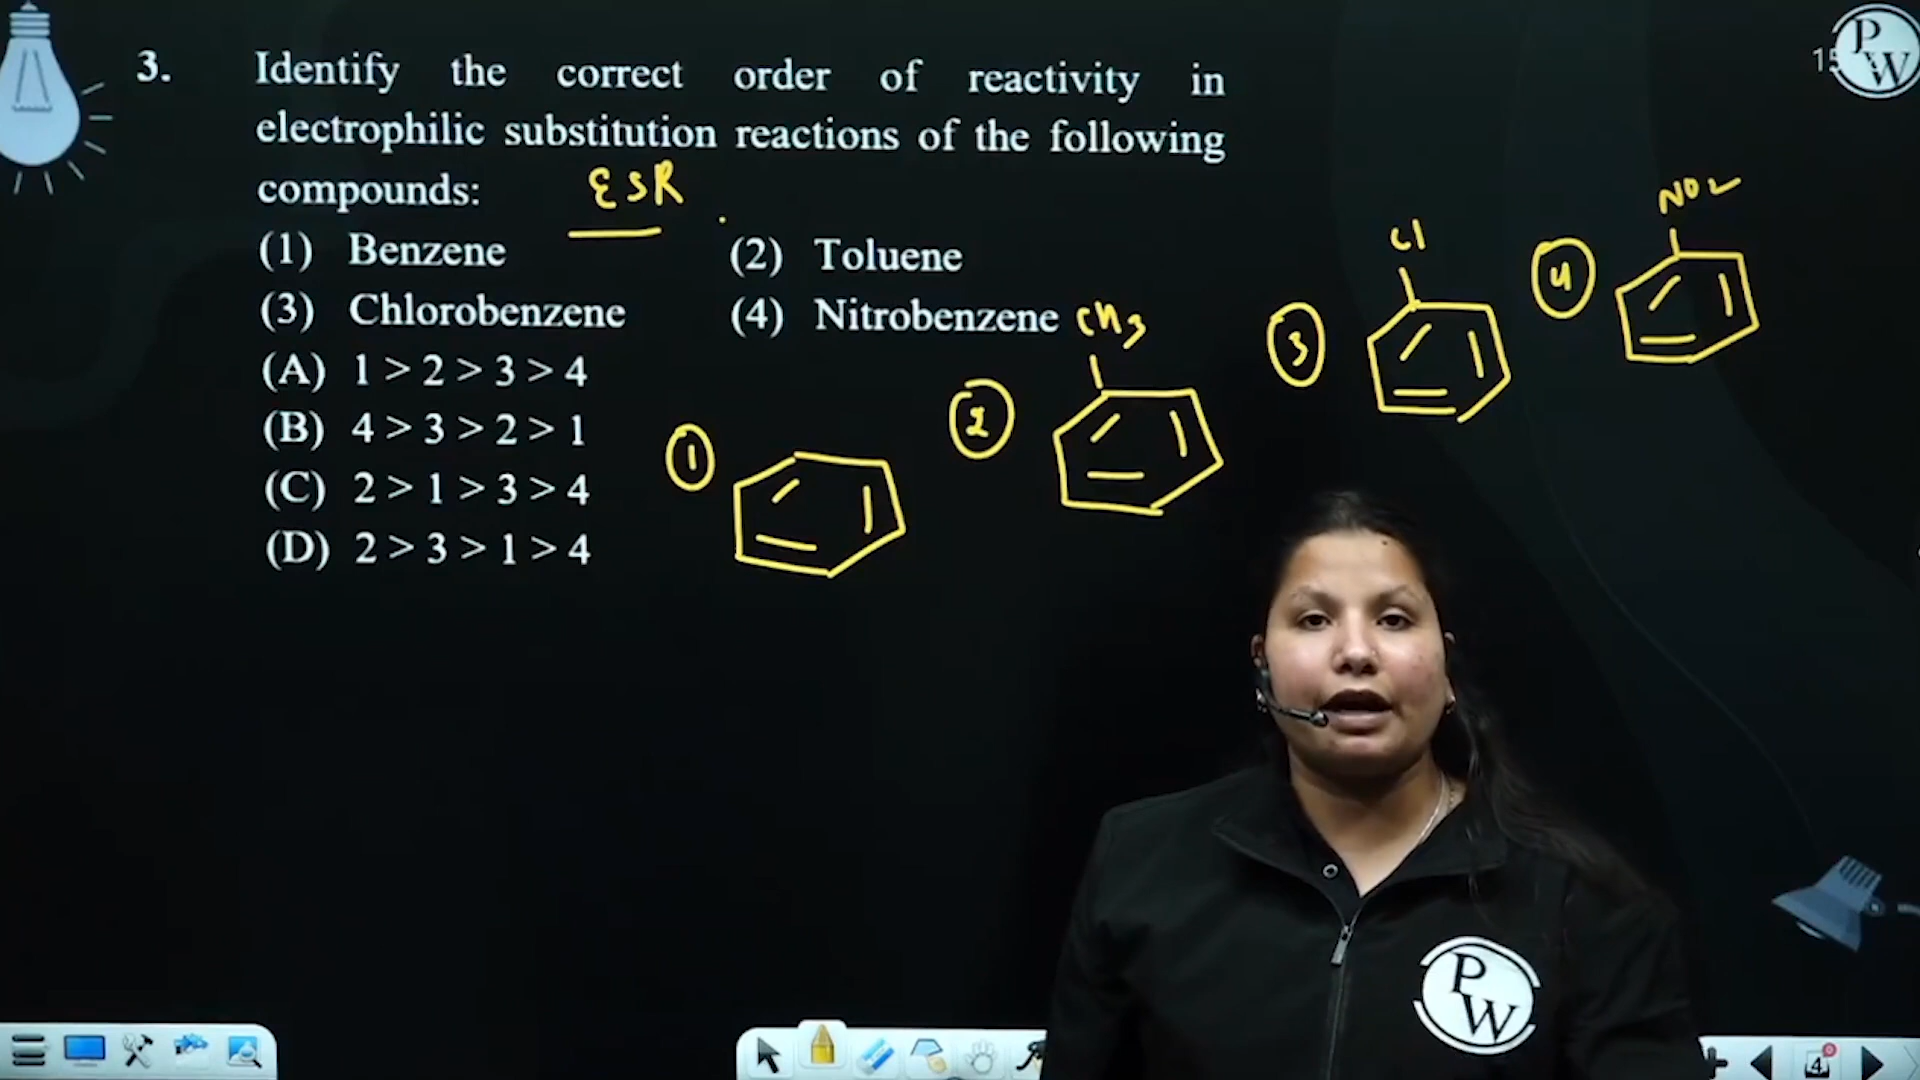 3. Identify the correct order of reactivity in
electrophilic substitution reactions of the following
compounds:
ESR
(1) Benzene (2) Toluene
(3) Chlorobenzene (4) Nitrobenzene
(A) 1 > 2 > 3 > 4
(B) 4 > 3 > 2 > 1
(C) 2 > 1 > 3 > 4
(D) 2 > 3 > 1 > 4
1
2
CH3
3
Cl
4
NO2
PW
PW
4